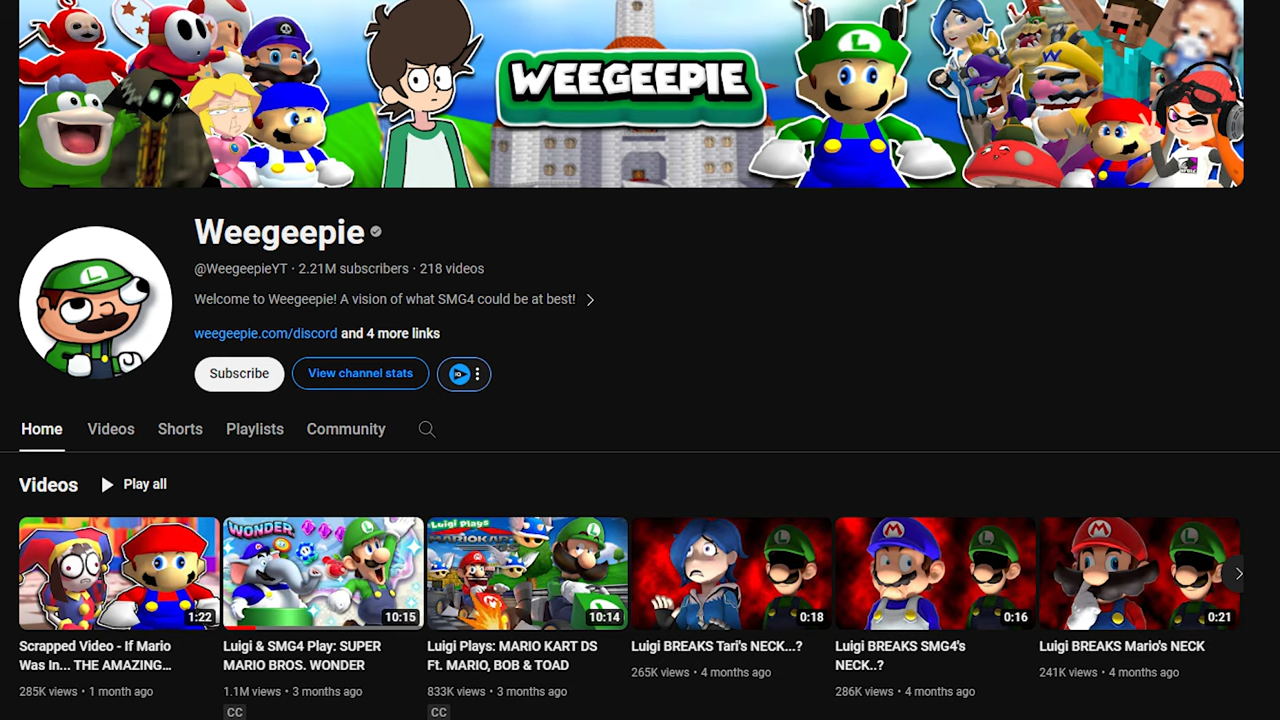 WEEGEEPIE
Weegeepie
@WeegeepieYT · 2.21M subscribers · 218 videos
Welcome to Weegeepie! A vision of what SMG4 could be at best!
weegeepie.com/discord and 4 more links
Subscribe
View channel stats
Home
Videos
Shorts
Playlists
Community
Videos
Play all
WONDER
1:22
10:15
Luigi Plays
MARIOKART
10:14
0:18
0:16
0:21
Scrapped Video - If Mario
Was In... THE AMAZING...
285K views • 1 month ago
Luigi & SMG4 Play: SUPER
MARIO BROS. WONDER
1.1M views • 3 months ago
CC
Luigi Plays: MARIO KART DS
Ft. MARIO, BOB & TOAD
833K views • 3 months ago
CC
Luigi BREAKS Tari's NECK...?
265K views • 4 months ago
Luigi BREAKS SMG4's
NECK..?
286K views • 4 months ago
Luigi BREAKS Mario's NECK
241K views • 4 months ago